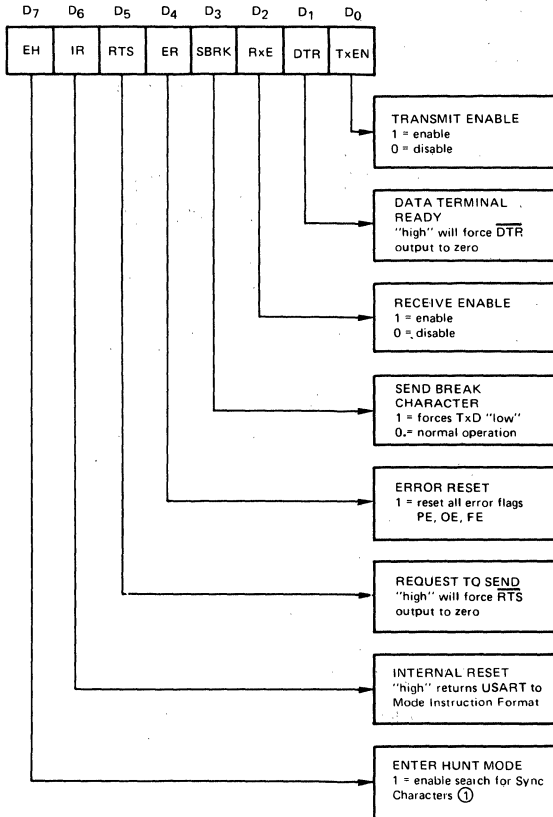 D7 D6 D5 D4 D3 D2 D1 D0
EH IR RTS ER SBRK RxE DTR TxEN
TRANSMIT ENABLE
1 = enable
0 = disable
DATA TERMINAL
READY
"high" will force DTR
output to zero
RECEIVE ENABLE
1 = enable
0 = disable
SEND BREAK
CHARACTER
1 = forces TxD "low"
0 = normal operation
ERROR RESET
1 = reset all error flags
PE, OE, FE
REQUEST TO SEND
"high" will force RTS
output to zero
INTERNAL RESET
"high" returns USART to
Mode Instruction Format
ENTER HUNT MODE
1 = enable search for Sync
Characters ①